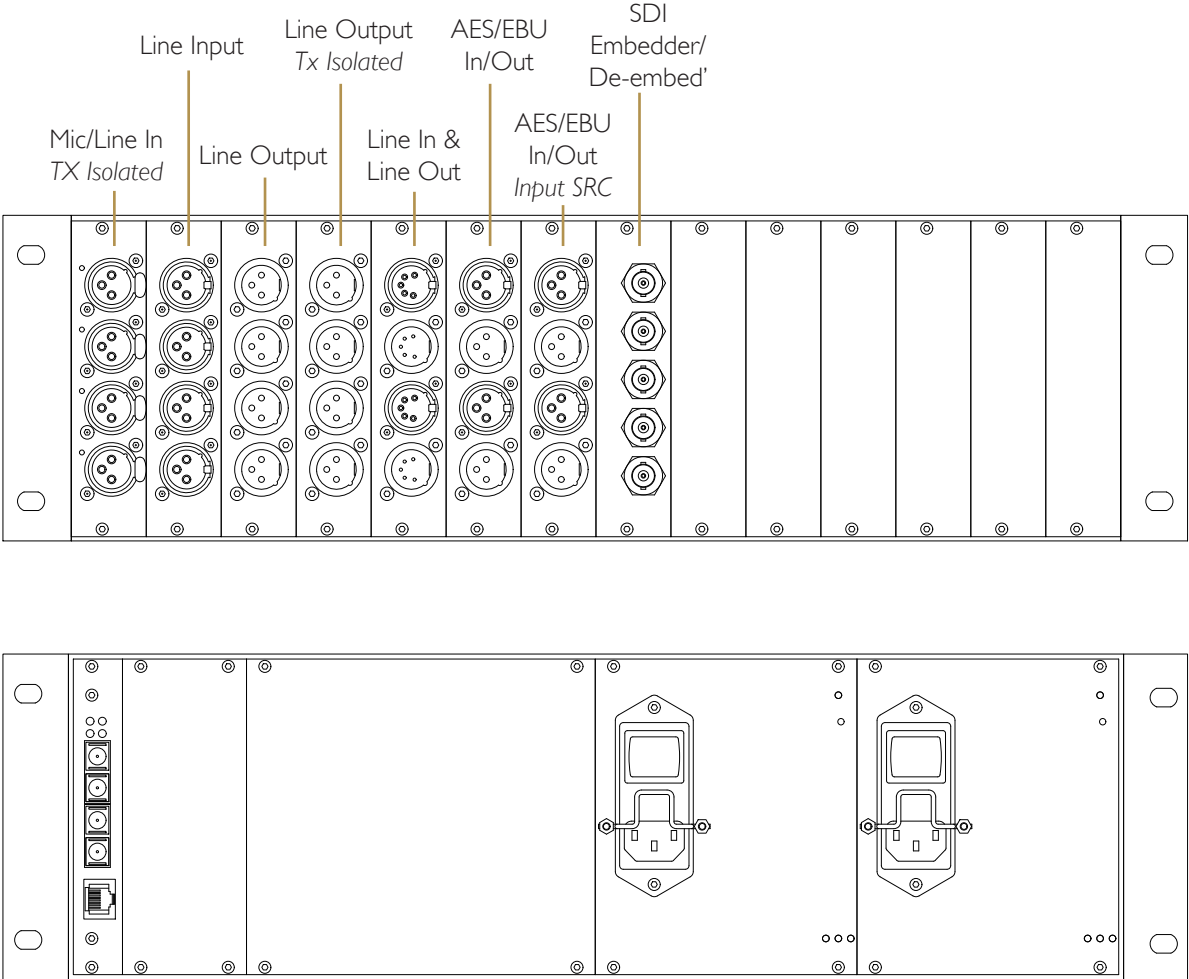 Mic/Line In
TX Isolated
Line Input
Line Output
Line Output
Tx Isolated
Line In &
Line Out
AES/EBU
In/Out
AES/EBU
In/Out
Input SRC
SDI
Embedder/
De-embed’